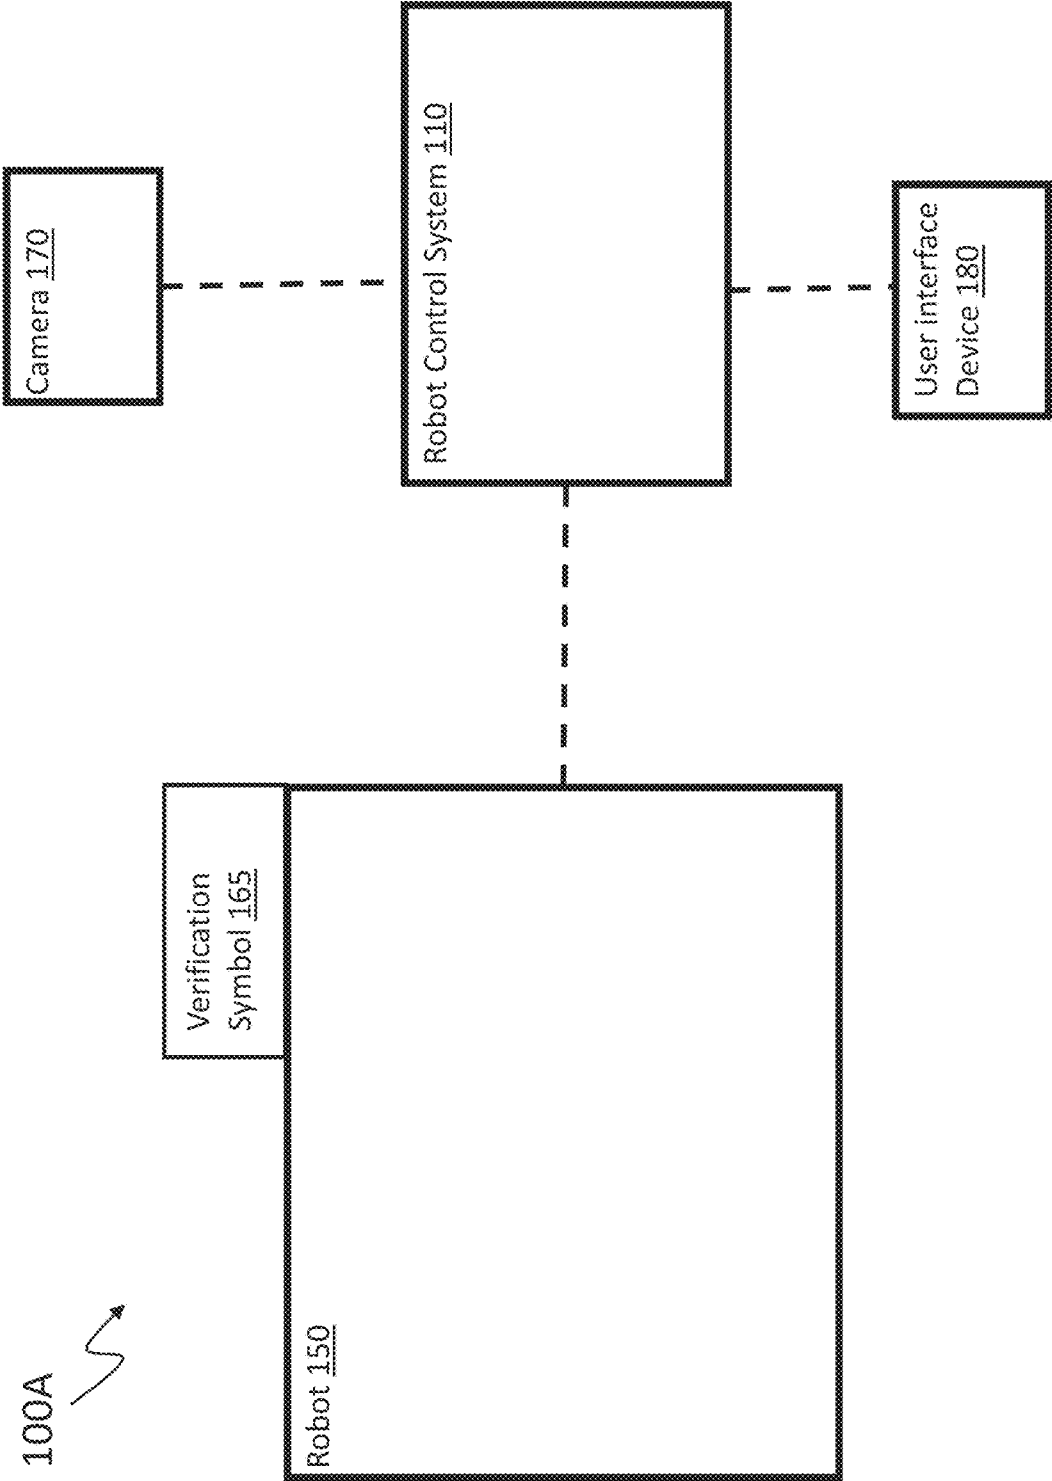 100A
Camera 170
Verification
Symbol 165
Robot 150
Robot Control System 110
User interface
Device 180